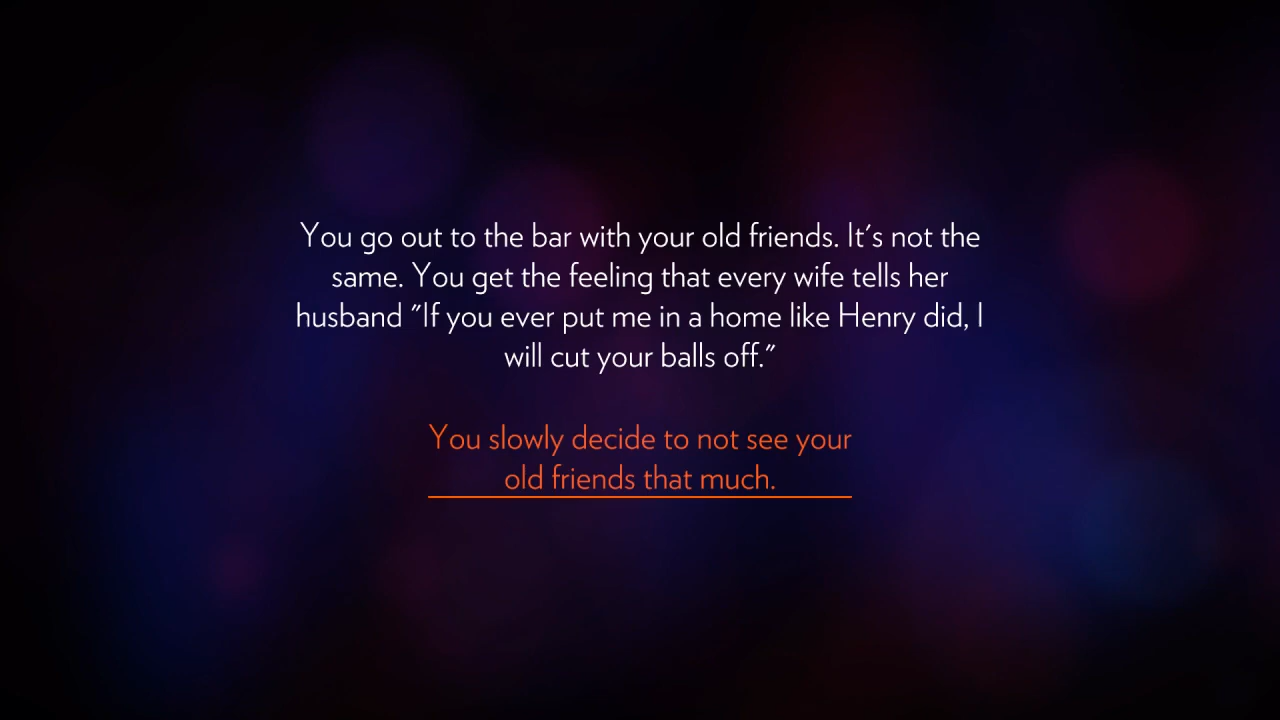 You go out to the bar with your old friends. It's not the
same. You get the feeling that every wife tells her
husband "If you ever put me in a home like Henry did, I
will cut your balls off."
You slowly decide to not see your
old friends that much.